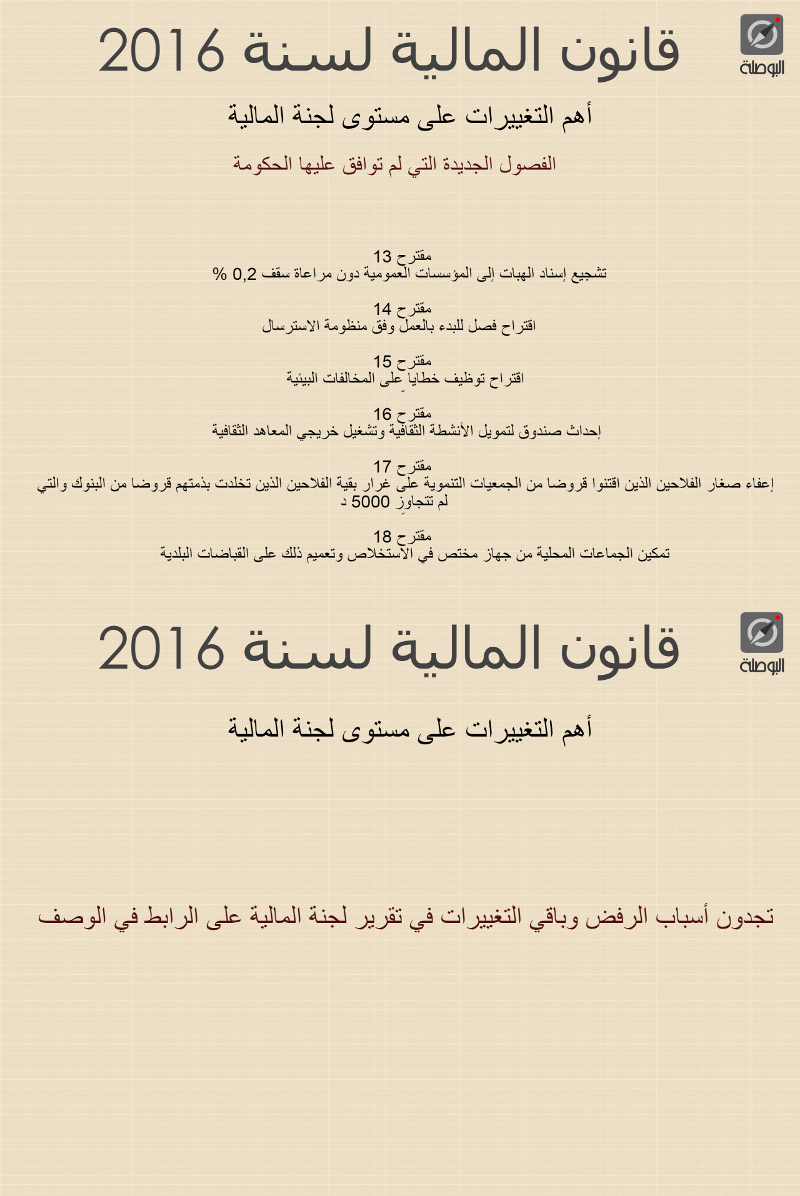 قانون المالية لسنة 2016
البوصلة
أهم التغييرات على مستوى لجنة المالية
الفصول الجديدة التي لم توافق عليها الحكومة
مقترح 13
تشجيع إسناد الهبات إلى المؤسسات العمومية دون مراعاة سقف 0,2 %
مقترح 14
اقتراح فصل للبدء بالعمل وفق منظومة الاسترسال
مقترح 15
اقتراح توظيف خطايا على المخالفات البيئية
مقترح 16
إحداث صندوق لتمويل الأنشطة الثقافية وتشغيل خريجي المعاهد الثقافية
مقترح 17
إعفاء صغار الفلاحين الذين اقتنوا قروضا من الجمعيات التنموية على غرار بقية الفلاحين الذين تخلدت بذمتهم قروضا من البنوك والتي
لم تتجاوز 5000 د
مقترح 18
تمكين الجماعات المحلية من جهاز مختص في الاستخلاص وتعميم ذلك على القباضات البلدية
قانون المالية لسنة 2016
البوصلة
أهم التغييرات على مستوى لجنة المالية
تجدون أسباب الرفض وباقي التغييرات في تقرير لجنة المالية على الرابط في الوصف